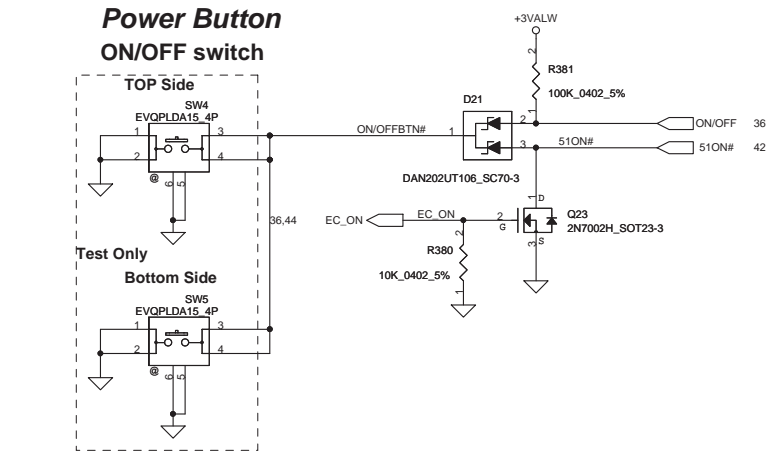 Power Button
ON/OFF switch
TOP Side
SW4
EVQPLDA15_4P
1
3
2
4
@
6
5
Test Only
Bottom Side
SW5
EVQPLDA15_4P
1
3
2
4
@
6
5
36,44
ON/OFFBTN#
+3VALW
2
R381
100K_0402_5%
1
D21
1
2
3
DAN202UT106_SC70-3
ON/OFF 36
51ON#
51ON# 42
EC_ON
EC_ON
2
G
1
D
Q23
2N7002H_SOT23-3
3
S
2
R380
10K_0402_5%
1